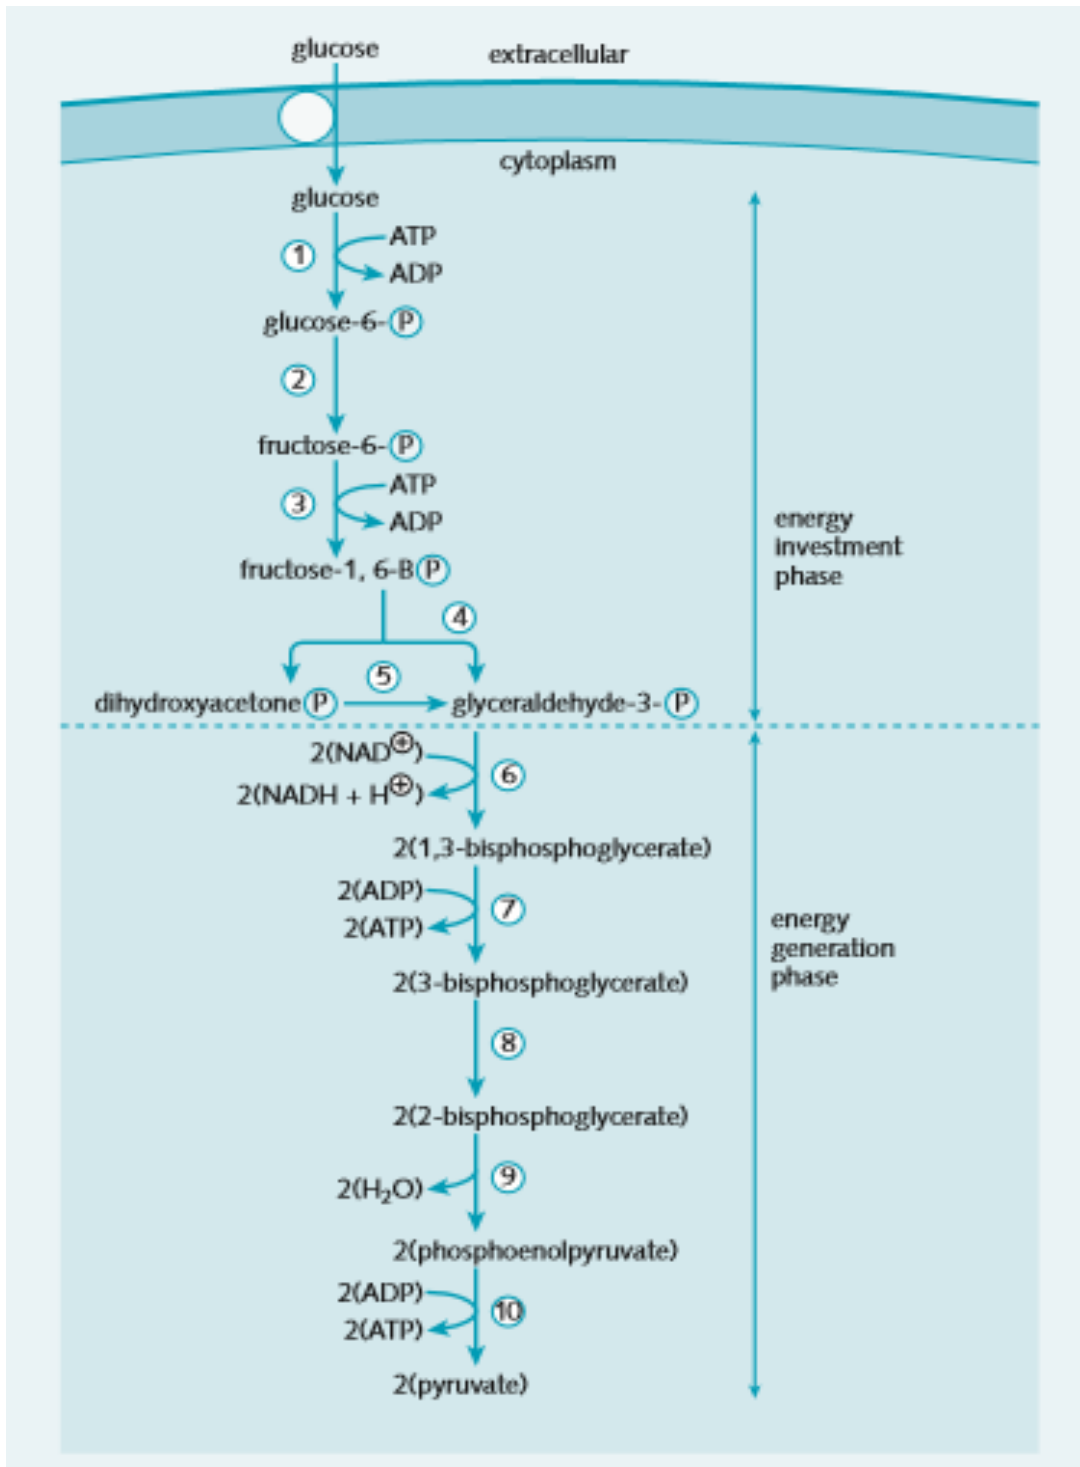 glucose
extracellular
cytoplasm
glucose
ATP
1
ADP
glucose-6-P
2
fructose-6-P
ATP
3
ADP
energy
investment
phase
fructose-1, 6-BP
4
5
dihydroxyacetone P
glyceraldehyde-3-P
2(NAD⊕)
6
2(NADH + H⊕)
2(1,3-bisphosphoglycerate)
2(ADP)
7
2(ATP)
energy
generation
phase
2(3-bisphosphoglycerate)
8
2(2-bisphosphoglycerate)
9
2(H₂O)
2(phosphoenolpyruvate)
2(ADP)
10
2(ATP)
2(pyruvate)